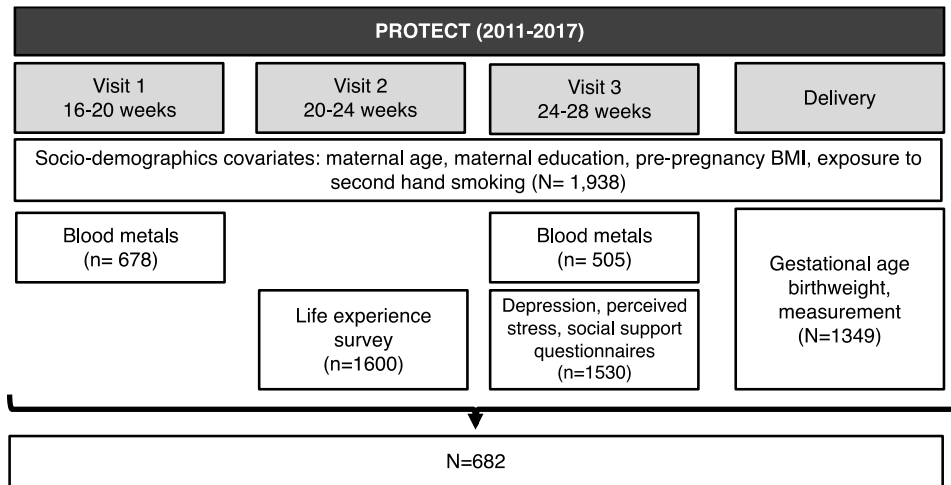 PROTECT (2011-2017)
Visit 1
16-20 weeks
Visit 2
20-24 weeks
Visit 3
24-28 weeks
Delivery
Socio-demographics covariates: maternal age, maternal education, pre-pregnancy BMI, exposure to
second hand smoking (N= 1,938)
Blood metals
(n= 678)
Life experience
survey
(n=1600)
Blood metals
(n= 505)
Depression, perceived
stress, social support
questionnaires
(n=1530)
Gestational age
birthweight,
measurement
(N=1349)
N=682